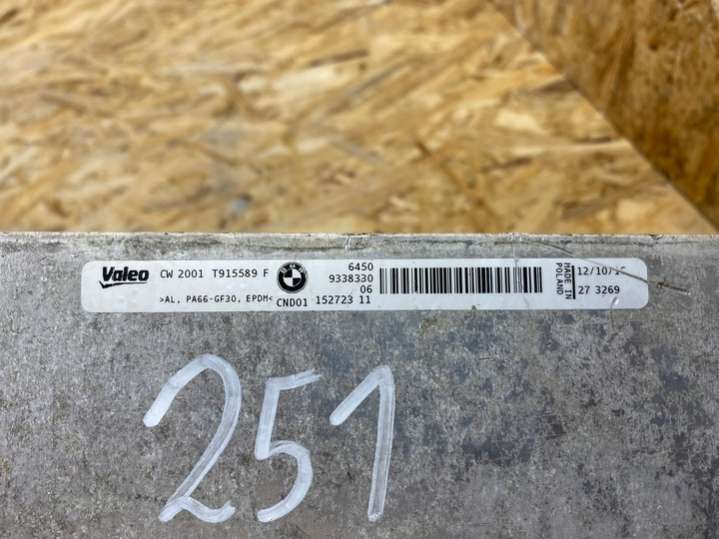 Valeo CW 2001 T915589 F
>AL, PA66-GF30, EPDM<
BMW
6450
9338330
06
CND01 152723 11
MADE IN
POLAND
27 3269
251